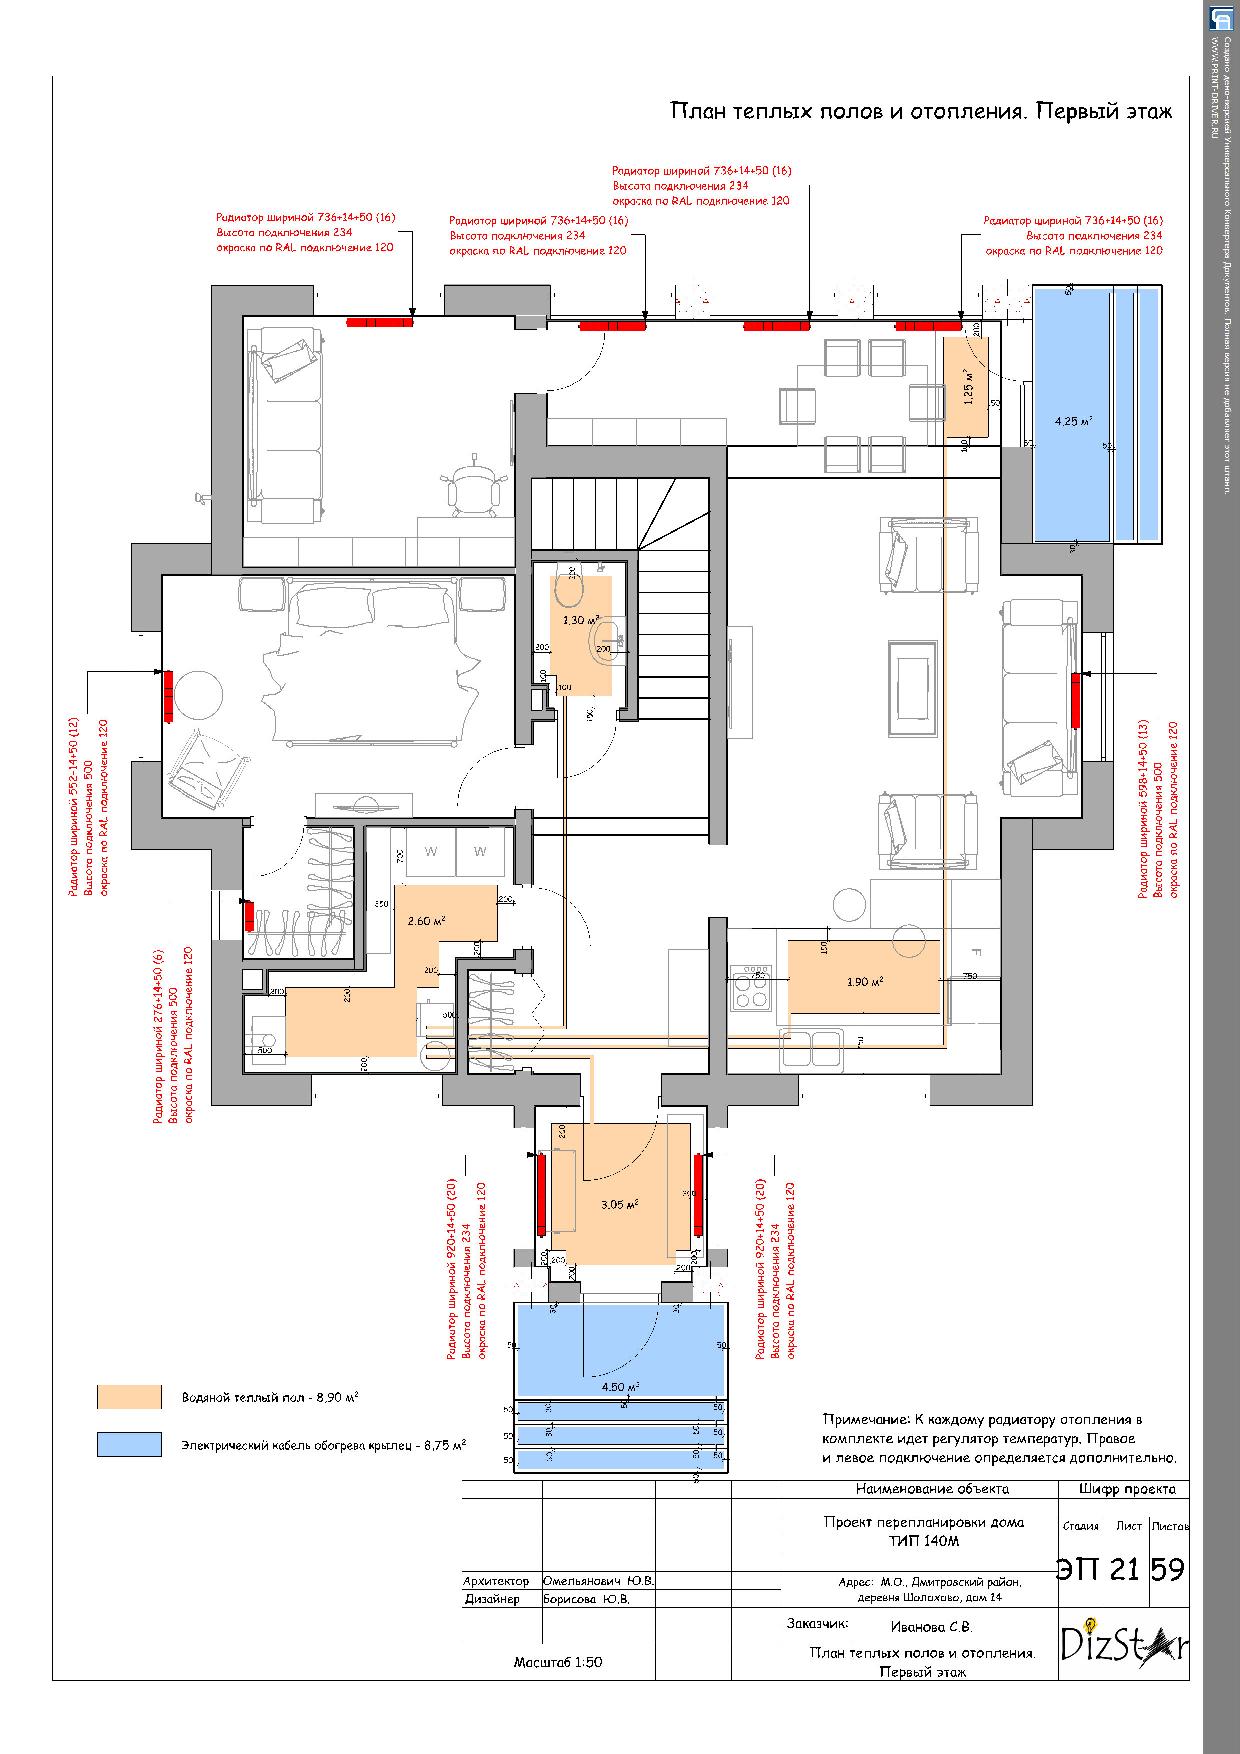 Создано демо-версией Универсального Конвертера Документов. Полная версия не добавляет этот штамп.
WWW.PRINT-DRIVER.RU
План теплых полов и отопления. Первый этаж
Радиатор шириной 736+14+50 (16)
Высота подключения 234
окраска по RAL подключение 120
Радиатор шириной 736+14+50 (16)
Высота подключения 234
окраска по RAL подключение 120
Радиатор шириной 736+14+50 (16)
Высота подключения 234
окраска по RAL подключение 120
Радиатор шириной 736+14+50 (16)
Высота подключения 234
окраска по RAL подключение 120
1,25 м²
4.25 м²
1,30 м²
Радиатор шириной 552+14+50 (12)
Высота подключения 500
окраска по RAL подключение 120
Радиатор шириной 598+14+50 (13)
Высота подключения 500
окраска по RAL подключение 120
W W
2.60 м²
1.90 м²
Радиатор шириной 276+14+50 (6)
Высота подключения 500
окраска по RAL подключение 120
3.05 м²
Радиатор шириной 920+14+50 (20)
Высота подключения 234
окраска по RAL подключение 120
Радиатор шириной 920+14+50 (20)
Высота подключения 234
окраска по RAL подключение 120
4.50 м²
Водяной теплый пол - 8,90 м²
Электрический кабель обогрева крылец - 8,75 м²
Примечание: К каждому радиатору отопления в
комплекте идет регулятор температур. Правое
и левое подключение определяется дополнительно.
Наименование объекта
Шифр проекта
Проект перепланировки дома
ТИП 140М
Стадия Лист Листов
ЭП 21 59
Архитектор Омельянович Ю.В.
Дизайнер Борисова Ю.В.
Адрес: М.О., Дмитровский район,
деревня Шолохово, дом 14
Заказчик: Иванова С.В.
План теплых полов и отопления.
Первый этаж
Масштаб 1:50
DizStar